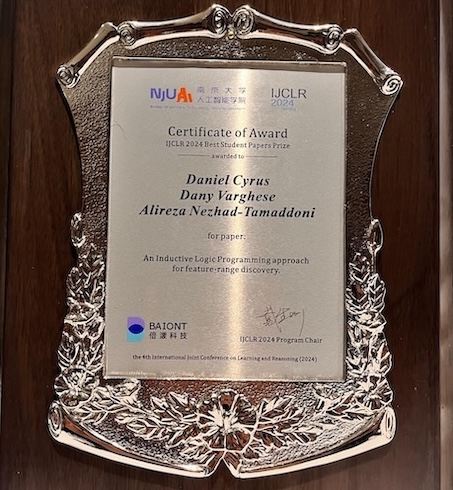 NJUAI 南京大学 IJCLR
人工智能学院 2024
Certificate of Award
IJCLR 2024 Best Student Papers Prize
awarded to
Daniel Cyrus
Dany Varghese
Alireza Nezhad-Tamaddoni
for paper:
An Inductive Logic Programming approach
for feature-range discovery.
BAIONT
倍漾科技
IJCLR 2024 Program Chair
the 4th International Joint Conference on Learning and Reasoning (2024)